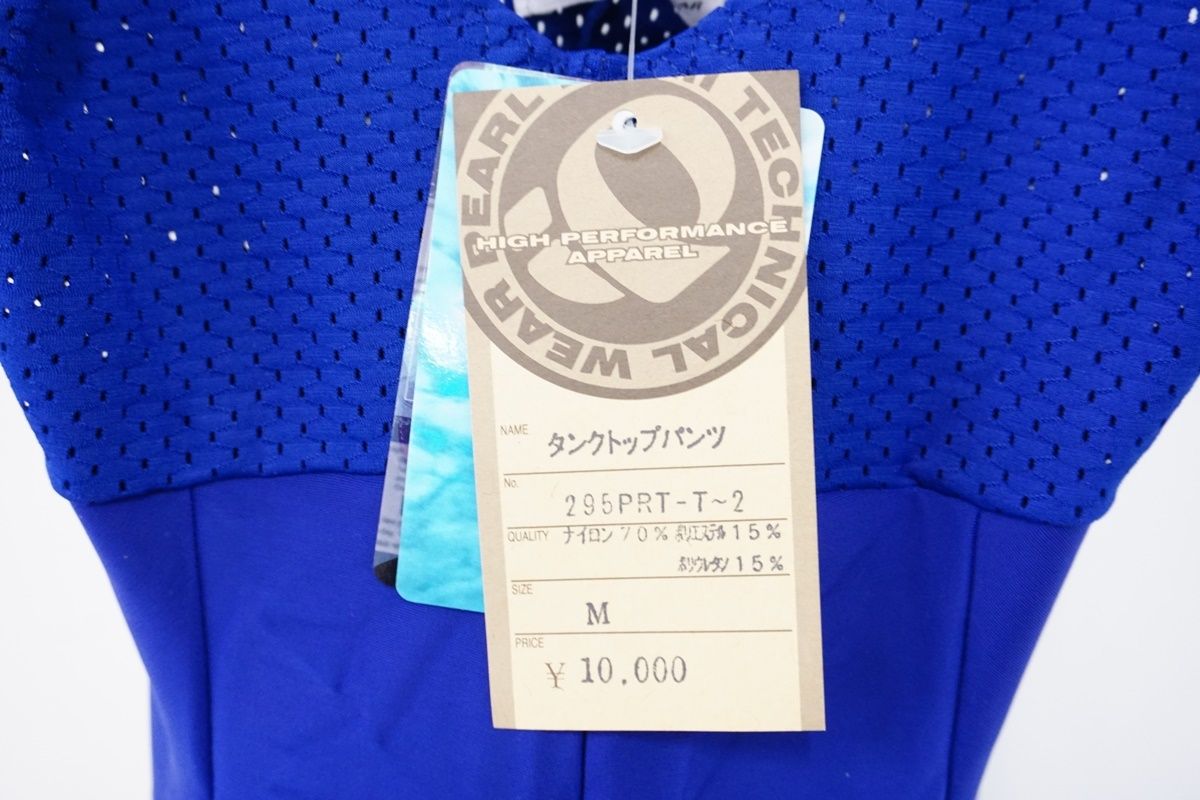 PEARL
TECHNICAL WEAR
HIGH PERFORMANCE
APPAREL
NAME
タンクトップパンツ
No.
295PRT-T~2
QUALITY ナイロン70% ポリエステル15%
ポリウレタン15%
SIZE
M
PRICE
¥ 10.000